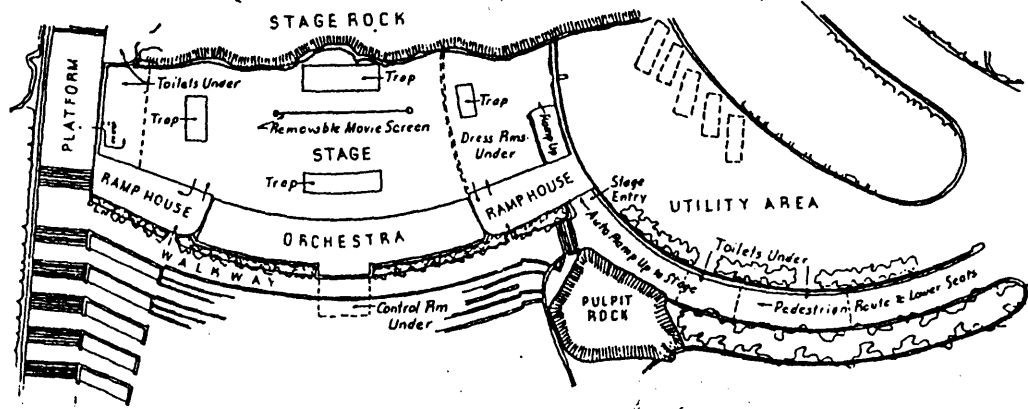 STAGE ROCK
PLATFORM
Toilets Under
Trap
Trap
Trap
Removable Movie Screen
Dress Rms.
Under
Ramp Up
STAGE
Trap
RAMP HOUSE
RAMP HOUSE
Stage
Entry
UTILITY AREA
ORCHESTRA
WALKWAY
Auto Ramp Up to Stage
Toilets Under
Control Rm
Under
PULPIT
ROCK
Pedestrian Route to Lower Seats